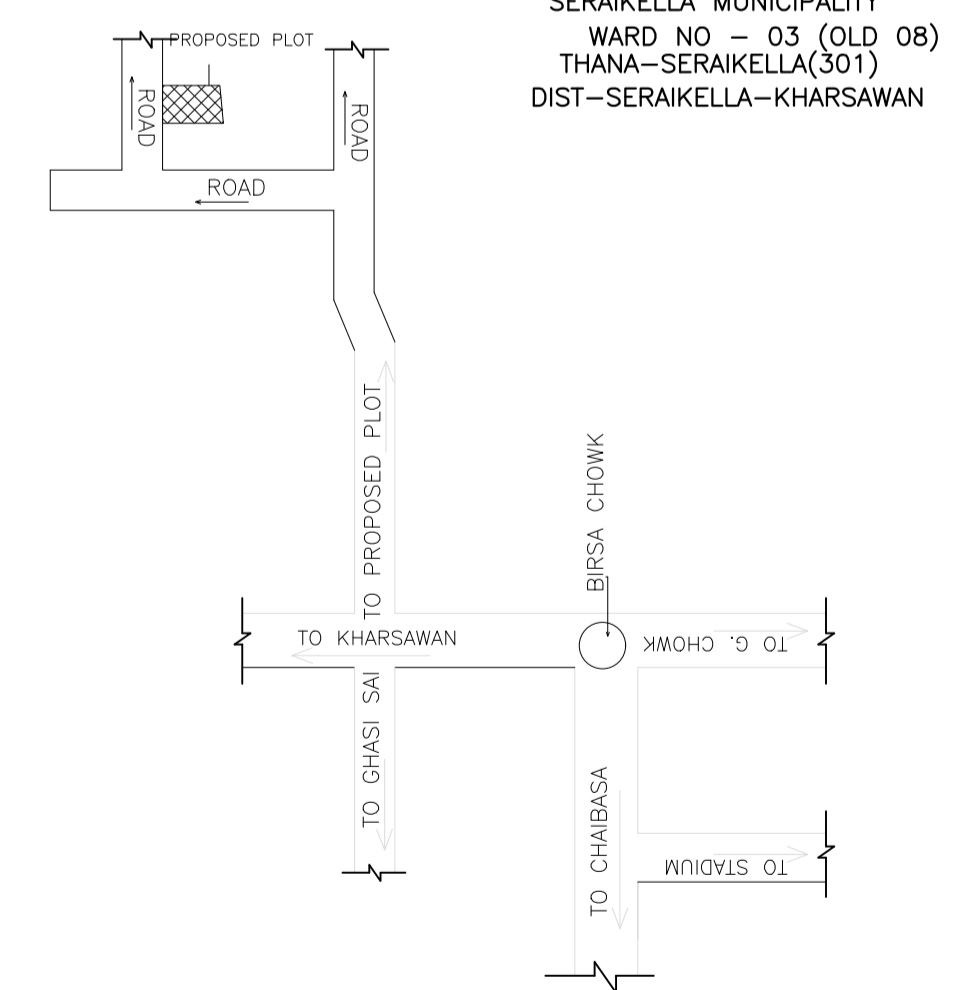 SERAIKELLA MUNICIPALITY
WARD NO - 03 (OLD 08)
THANA-SERAIKELLA(301)
DIST-SERAIKELLA-KHARSAWAN
PROPOSED PLOT
ROAD
ROAD
ROAD
TO PROPOSED PLOT
BIRSA CHOWK
TO KHARSAWAN
TO G. CHOWK
TO GHASI SAI
TO CHAIBASA
TO STADIUM